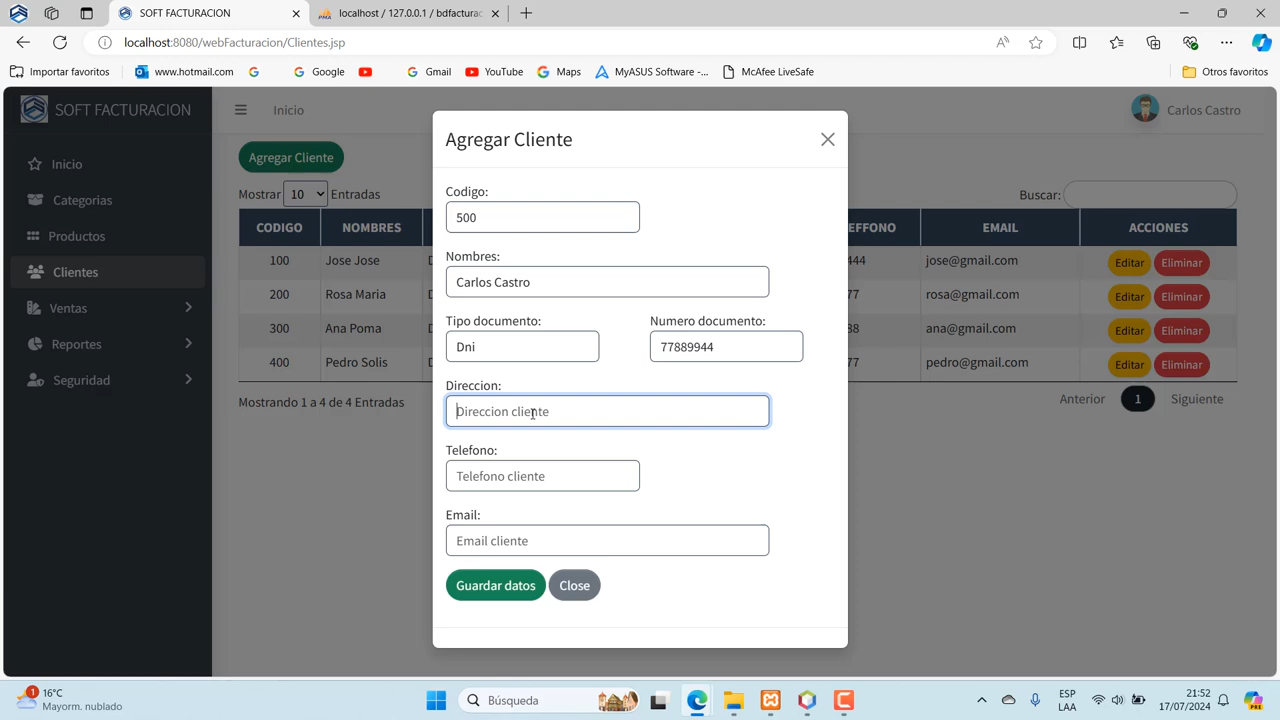 SOFT FACTURACION
localhost / 127.0.0.1 / bdfacturac
localhost:8080/webFacturacion/Clientes.jsp
Importar favoritos
www.hotmail.com
Google
Gmail
YouTube
Maps
MyASUS Software -...
McAfee LiveSafe
Otros favoritos
SOFT FACTURACION
Inicio
Carlos Castro
Inicio
Categorias
Productos
Clientes
Ventas
Reportes
Seguridad
Agregar Cliente
Mostrar 10 Entradas
Buscar:
CODIGO NOMBRES EMAIL ACCIONES
100 Jose Jose 444 jose@gmail.com Editar Eliminar
200 Rosa Maria 77 rosa@gmail.com Editar Eliminar
300 Ana Poma 88 ana@gmail.com Editar Eliminar
400 Pedro Solis 77 pedro@gmail.com Editar Eliminar
Mostrando 1 a 4 de 4 Entradas
Anterior 1 Siguiente
Agregar Cliente
Codigo:
500
Nombres:
Carlos Castro
Tipo documento: Numero documento:
Dni 77889944
Direccion:
Direccion cliente
Telefono:
Telefono cliente
Email:
Email cliente
Guardar datos Close
1
16°C
Mayorm. nublado
Búsqueda
ESP
LAA
21:52
17/07/2024